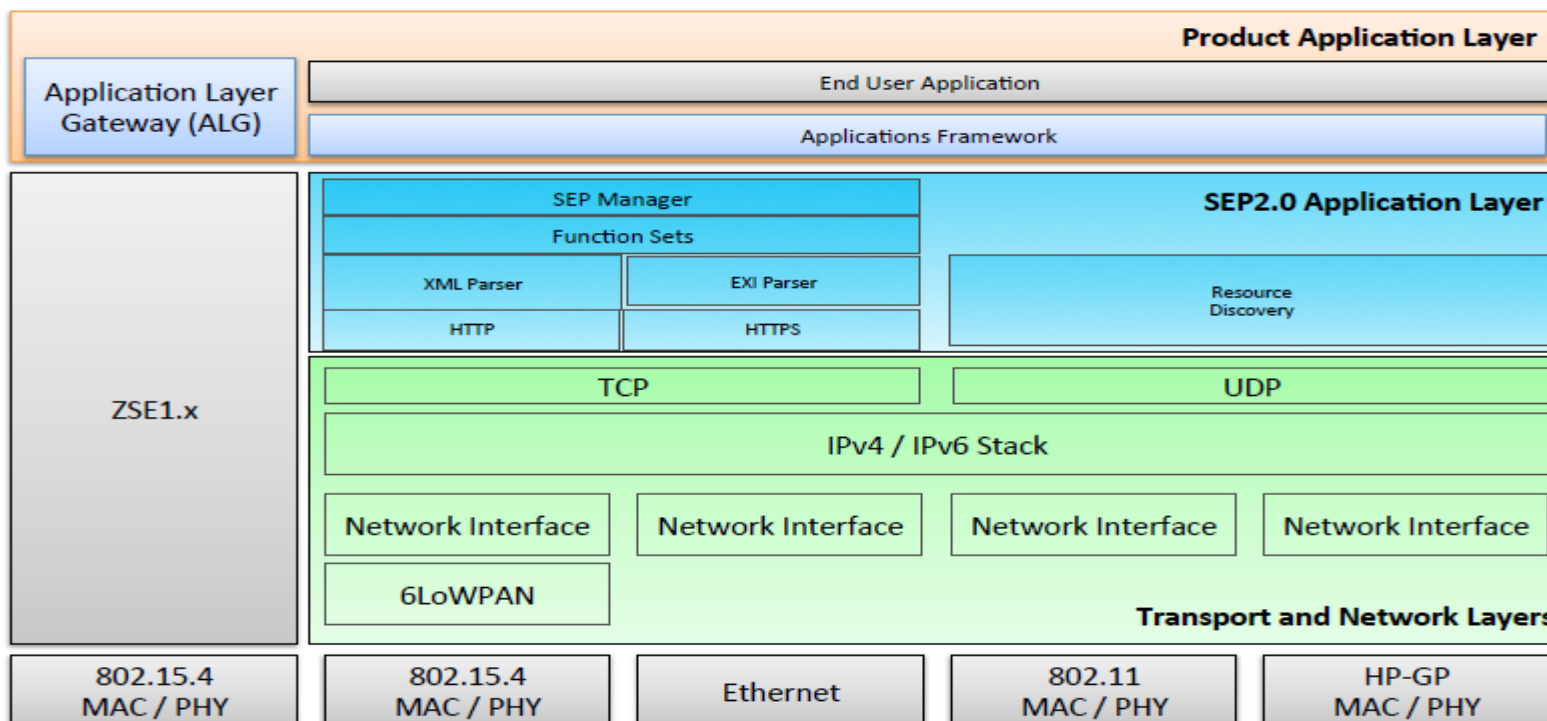 Product Application Layer
Application Layer
Gateway (ALG)
End User Application
Applications Framework
SEP Manager
SEP2.0 Application Layer
Function Sets
XML Parser
EXI Parser
Resource
Discovery
HTTP
HTTPS
ZSE1.x
TCP
UDP
IPv4 / IPv6 Stack
Network Interface
Network Interface
Network Interface
Network Interface
6LoWPAN
Transport and Network Layers
802.15.4
MAC / PHY
802.15.4
MAC / PHY
Ethernet
802.11
MAC / PHY
HP-GP
MAC / PHY